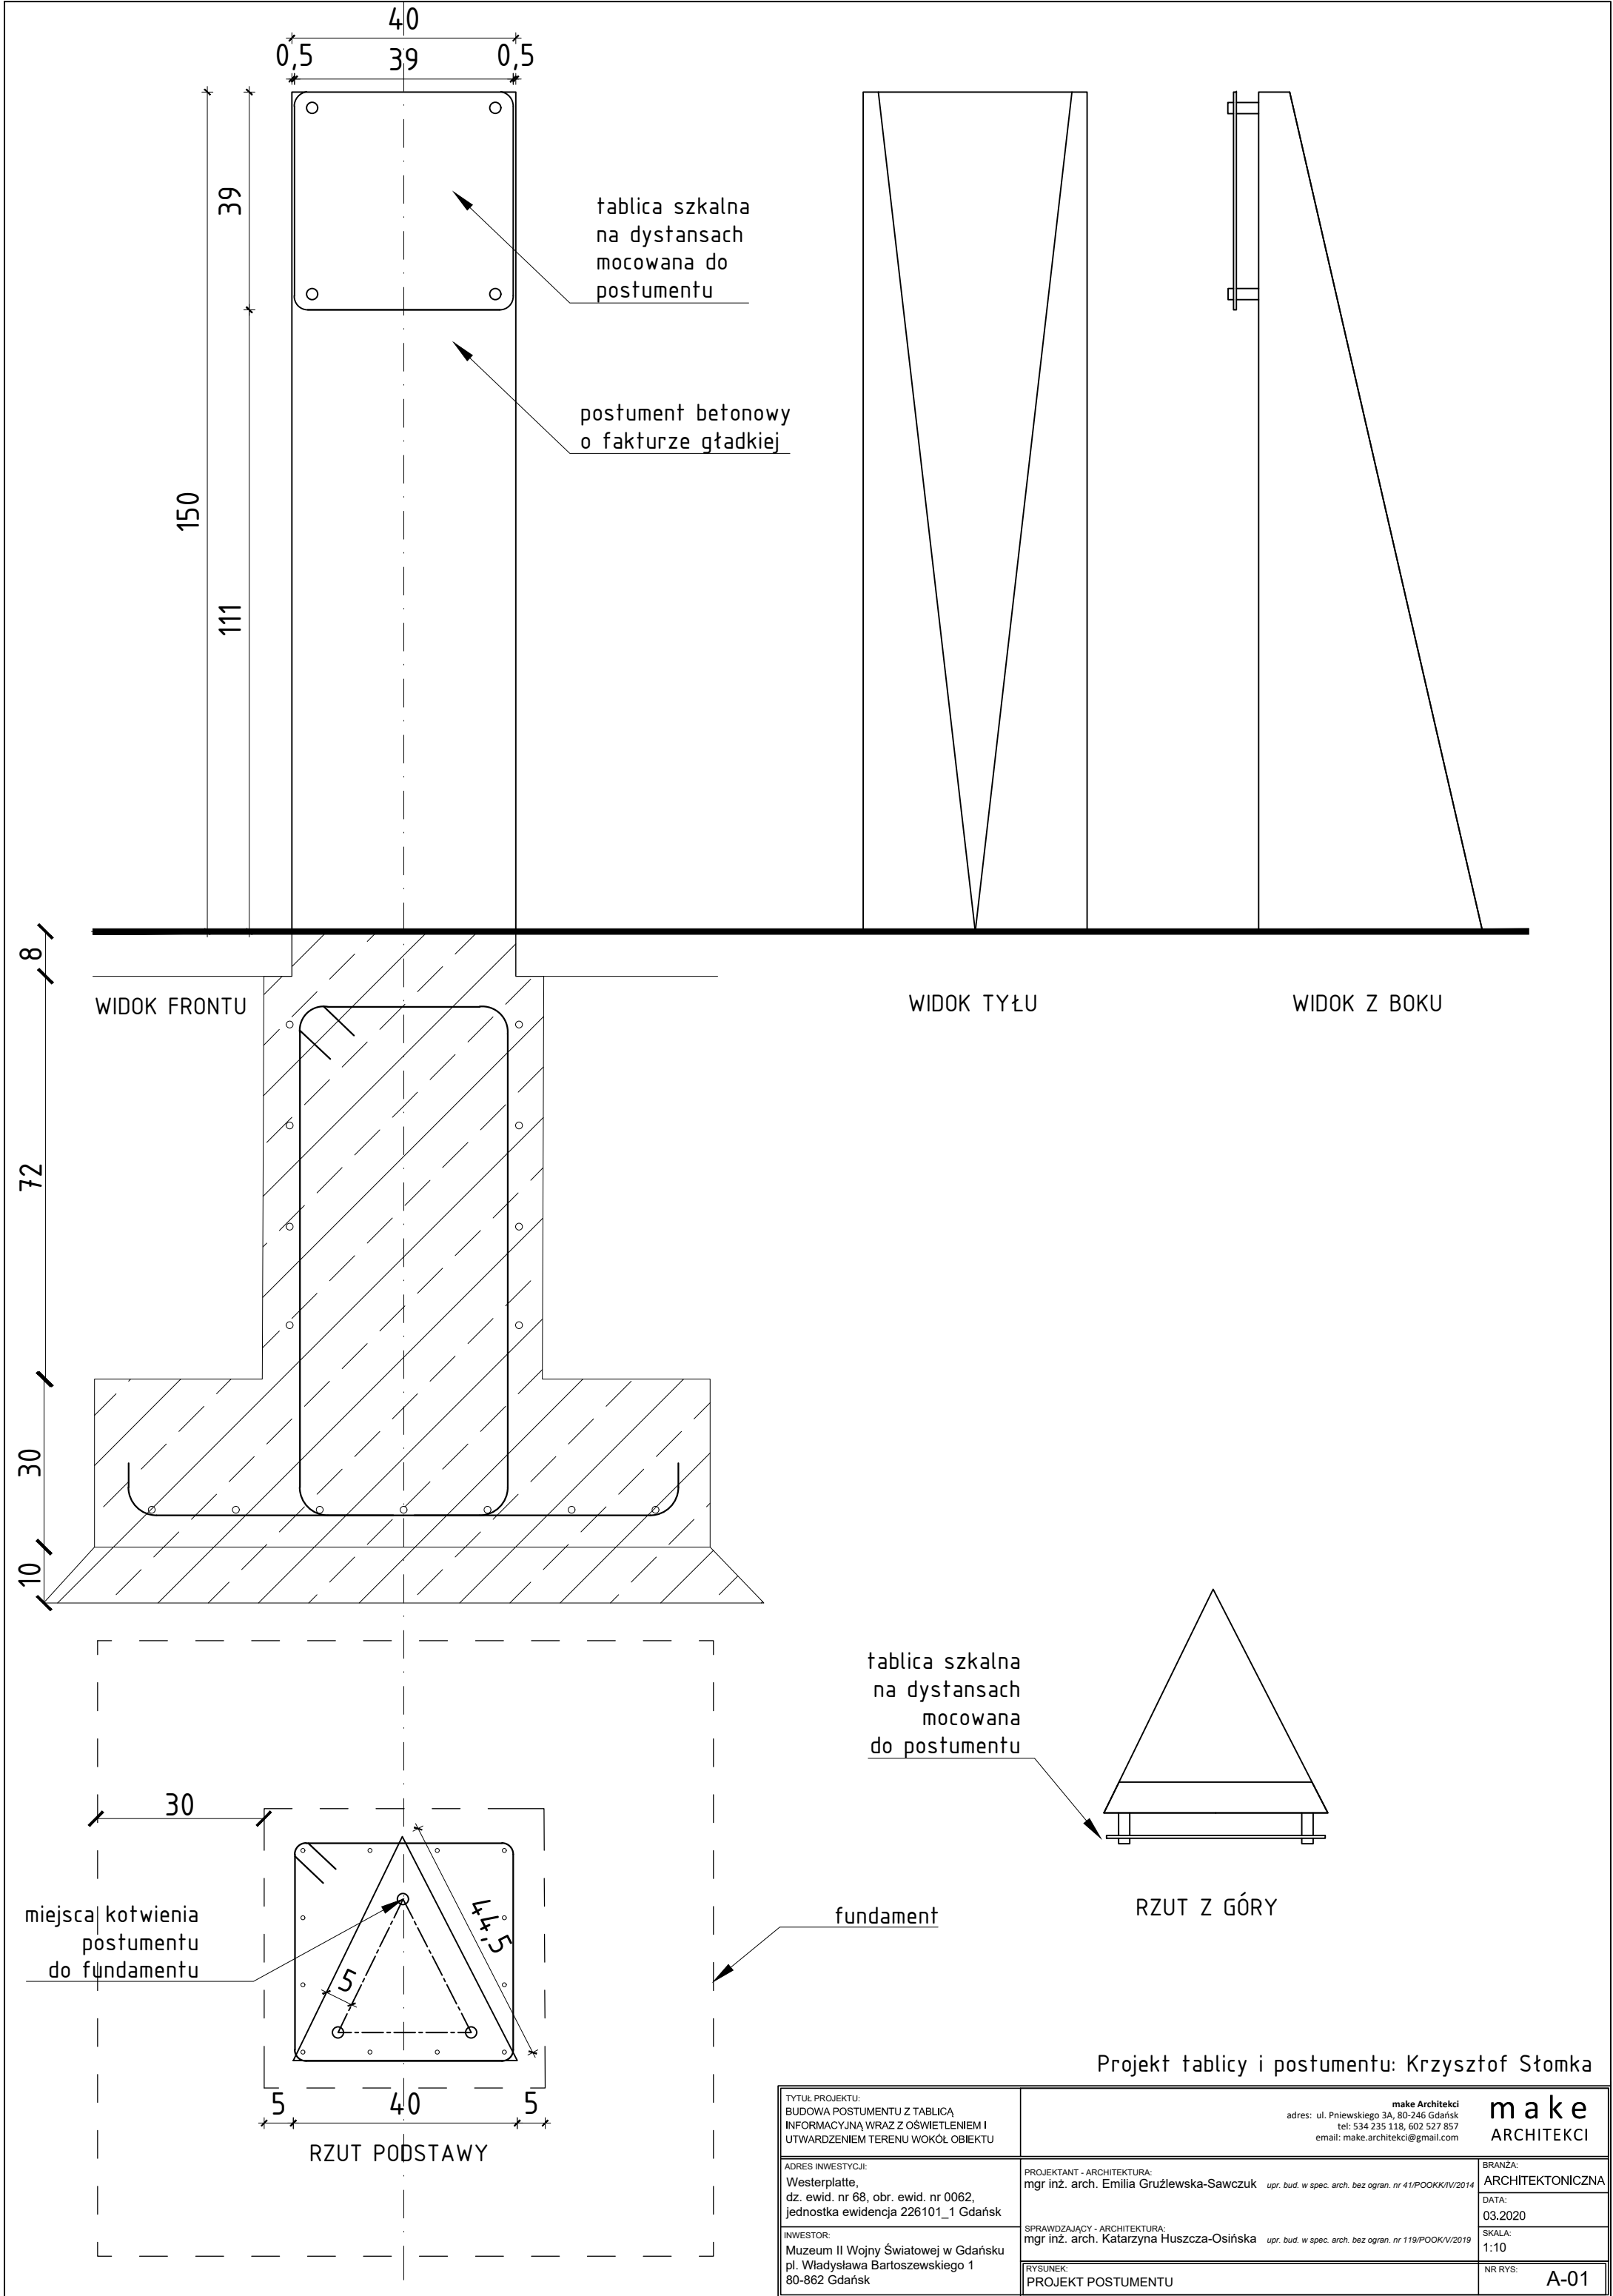 40
0,5
39
0,5
39
tablica szkalna
na dystansach
mocowana do
postumentu
postument betonowy
o fakturze gładkiej
150
111
8
WIDOK FRONTU
WIDOK TYŁU
WIDOK Z BOKU
72
30
10
tablica szkalna
na dystansach
mocowana
do postumentu
30
44,5
miejsca kotwienia
postumentu
do fundamentu
5
fundament
RZUT Z GÓRY
5
40
5
RZUT PODSTAWY
Projekt tablicy i postumentu: Krzysztof Słomka
TYTUŁ PROJEKTU:
BUDOWA POSTUMENTU Z TABLICĄ
INFORMACYJNĄ WRAZ Z OŚWIETLENIEM I
UTWARDZENIEM TERENU WOKÓŁ OBIEKTU
make Architekci
adres: ul. Pniewskiego 3A, 80-246 Gdańsk
tel: 534 235 118, 602 527 857
email: make.architekci@gmail.com
make
ARCHITEKCI
ADRES INWESTYCJI:
Westerplatte,
dz. ewid. nr 68, obr. ewid. nr 0062,
jednostka ewidencja 226101_1 Gdańsk
PROJEKTANT - ARCHITEKTURA:
mgr inż. arch. Emilia Gruźlewska-Sawczuk upr. bud. w spec. arch. bez ogran. nr 41/POOKK/IV/2014
BRANŻA:
ARCHITEKTONICZNA
DATA:
03.2020
INWESTOR:
Muzeum II Wojny Światowej w Gdańsku
pl. Władysława Bartoszewskiego 1
80-862 Gdańsk
SPRAWDZAJĄCY - ARCHITEKTURA:
mgr inż. arch. Katarzyna Huszcza-Osińska upr. bud. w spec. arch. bez ogran. nr 119/POOK/V/2019
SKALA:
1:10
RYSUNEK:
PROJEKT POSTUMENTU
NR RYS:
A-01